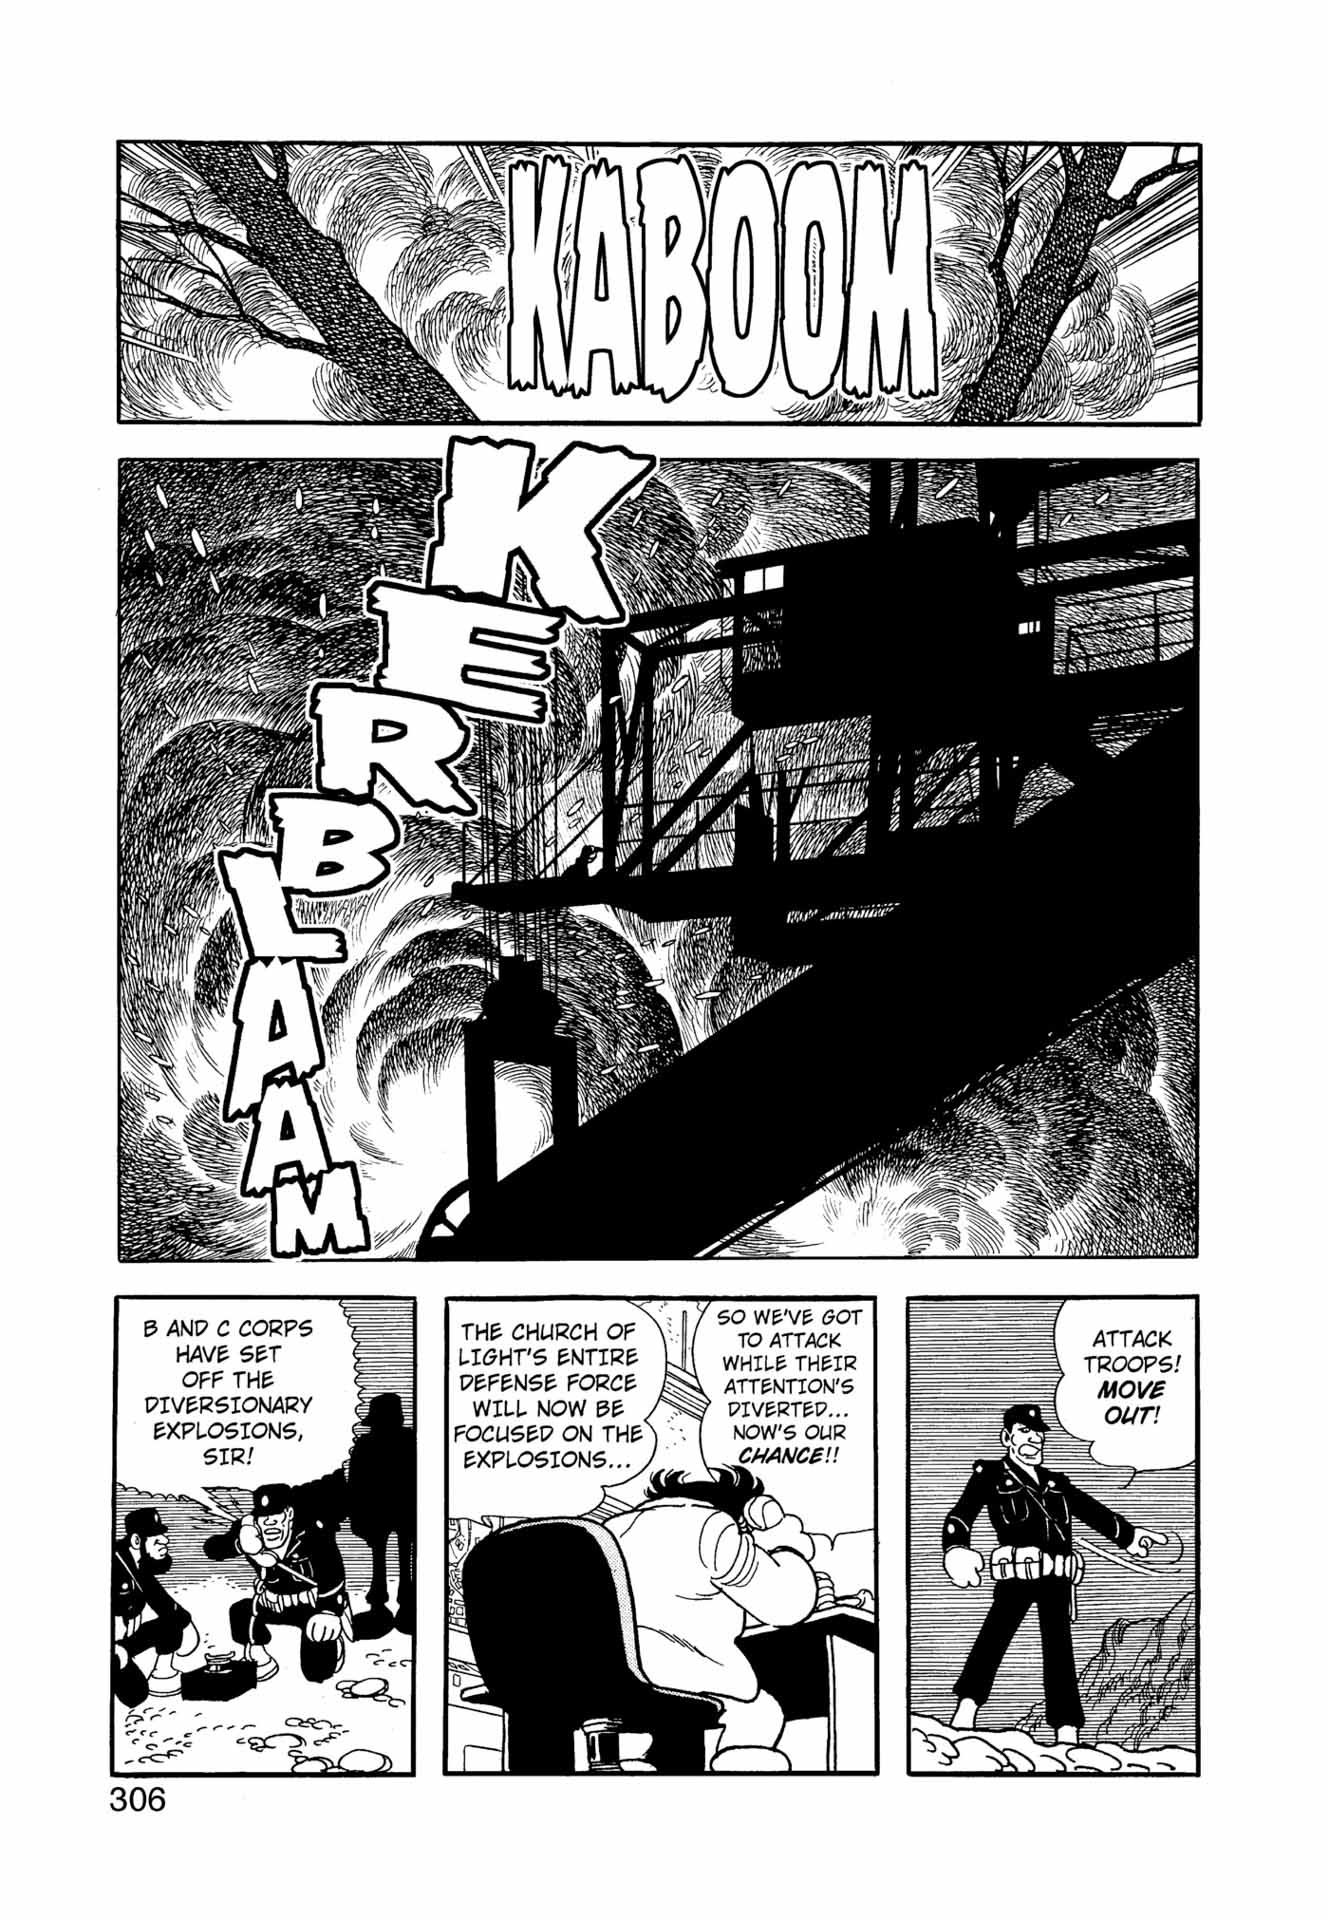 KABOOM
KERBLAAM
B AND C CORPS
HAVE SET
OFF THE
DIVERSIONARY
EXPLOSIONS,
SIR!
THE CHURCH OF
LIGHT'S ENTIRE
DEFENSE FORCE
WILL NOW BE
FOCUSED ON THE
EXPLOSIONS...
SO WE'VE GOT
TO ATTACK
WHILE THEIR
ATTENTION'S
DIVERTED...
NOW'S OUR
CHANCE!!
ATTACK
TROOPS!
MOVE
OUT!
306